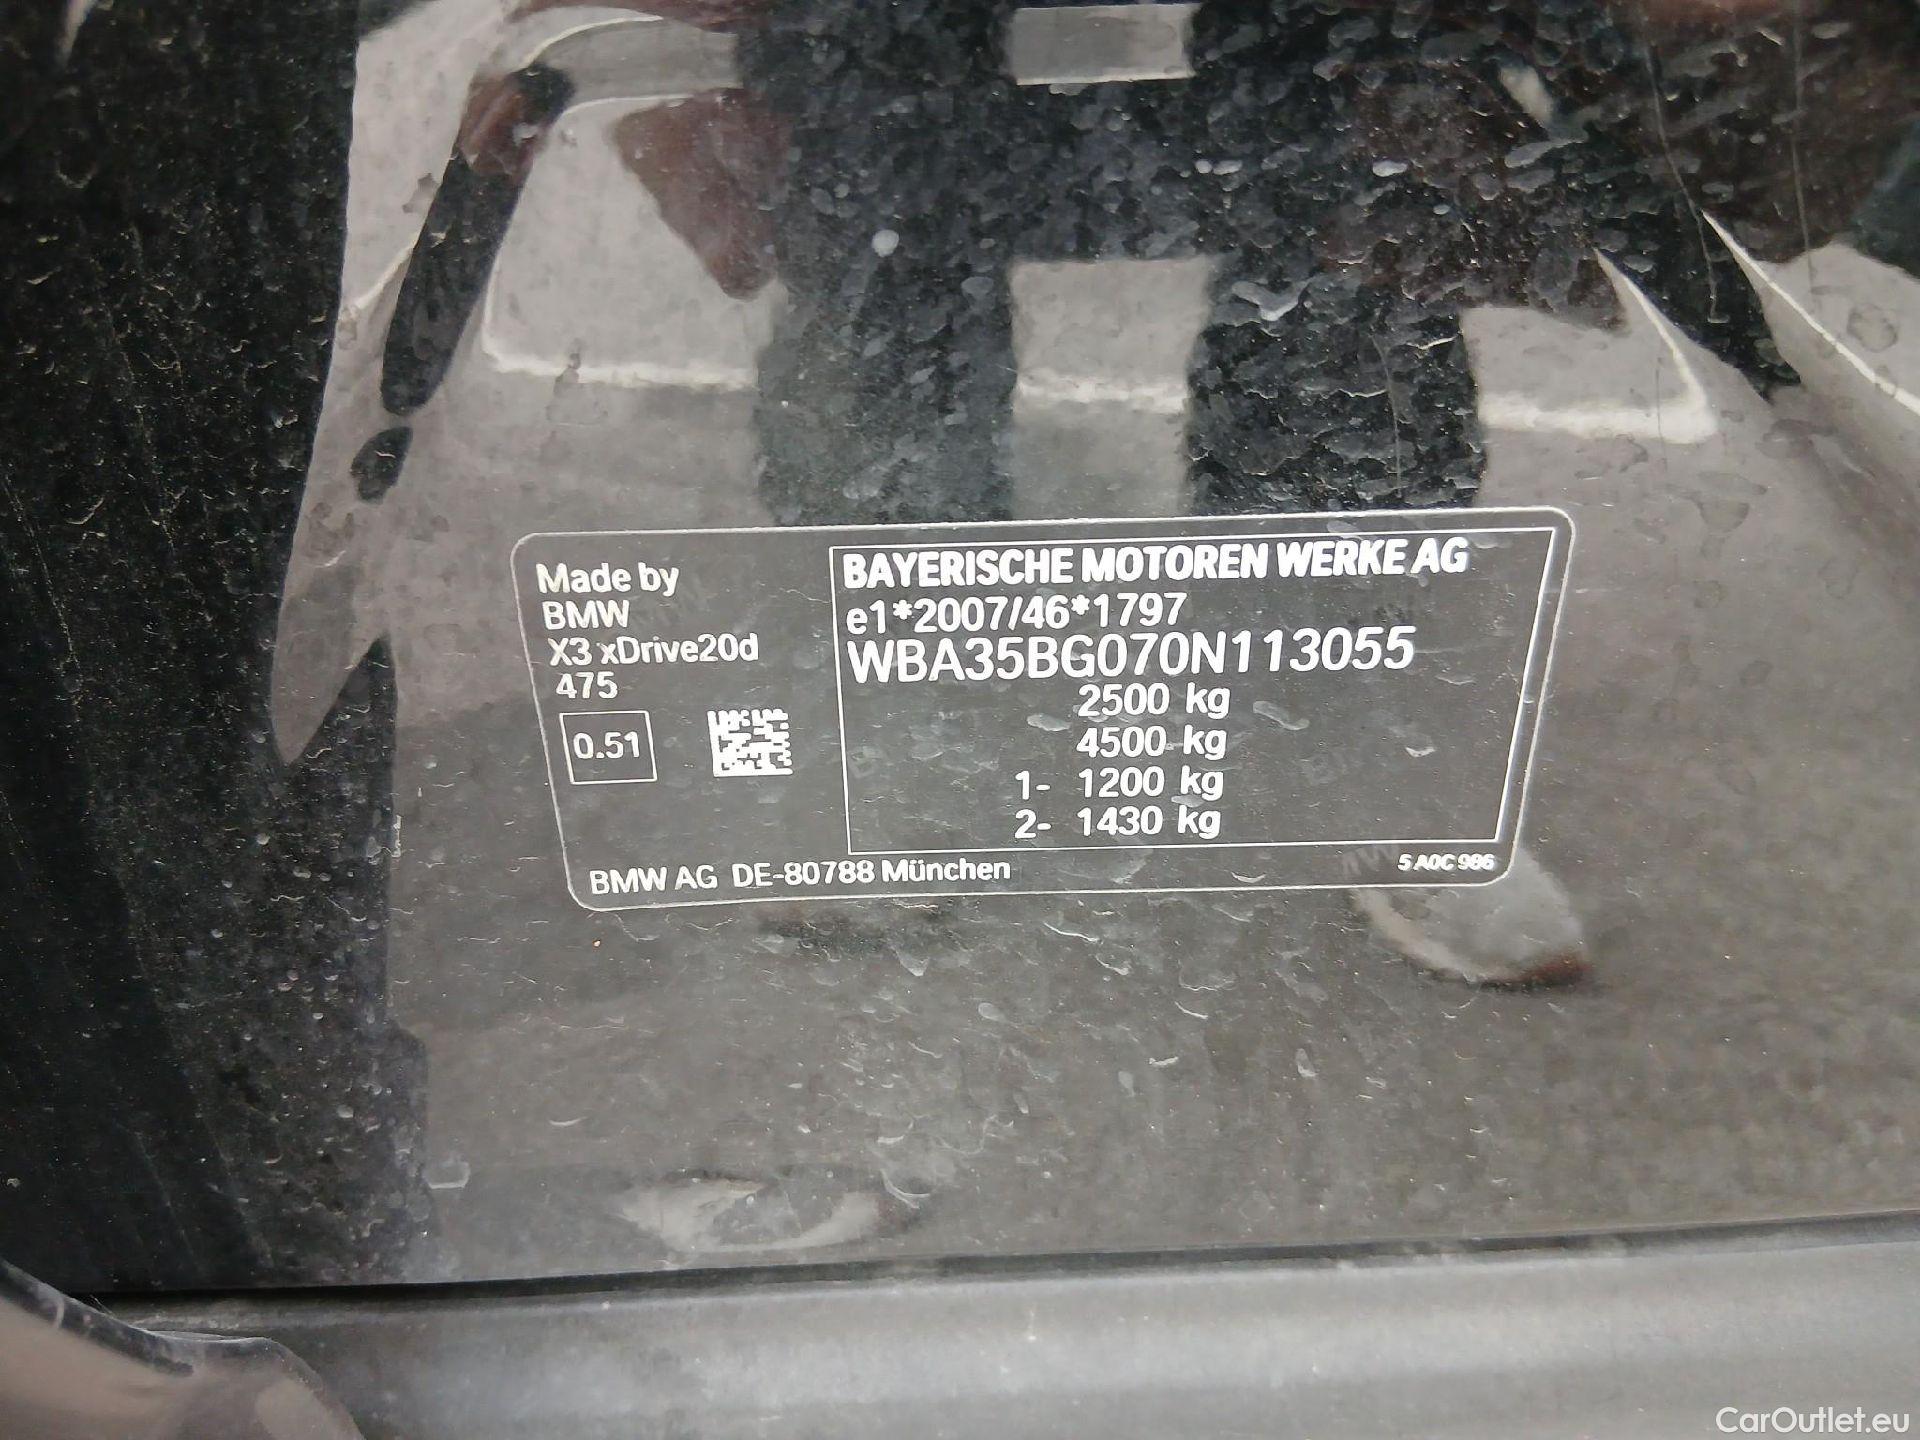 Made by
BMW
X3 xDrive20d
475
0.51
BAYERISCHE MOTOREN WERKE AG
e1*2007/46*1797
WBA35BG070N113055
2500 kg
4500 kg
1- 1200 kg
2- 1430 kg
BMW AG DE-80788 München
5 A0C 986
CarOutlet.eu